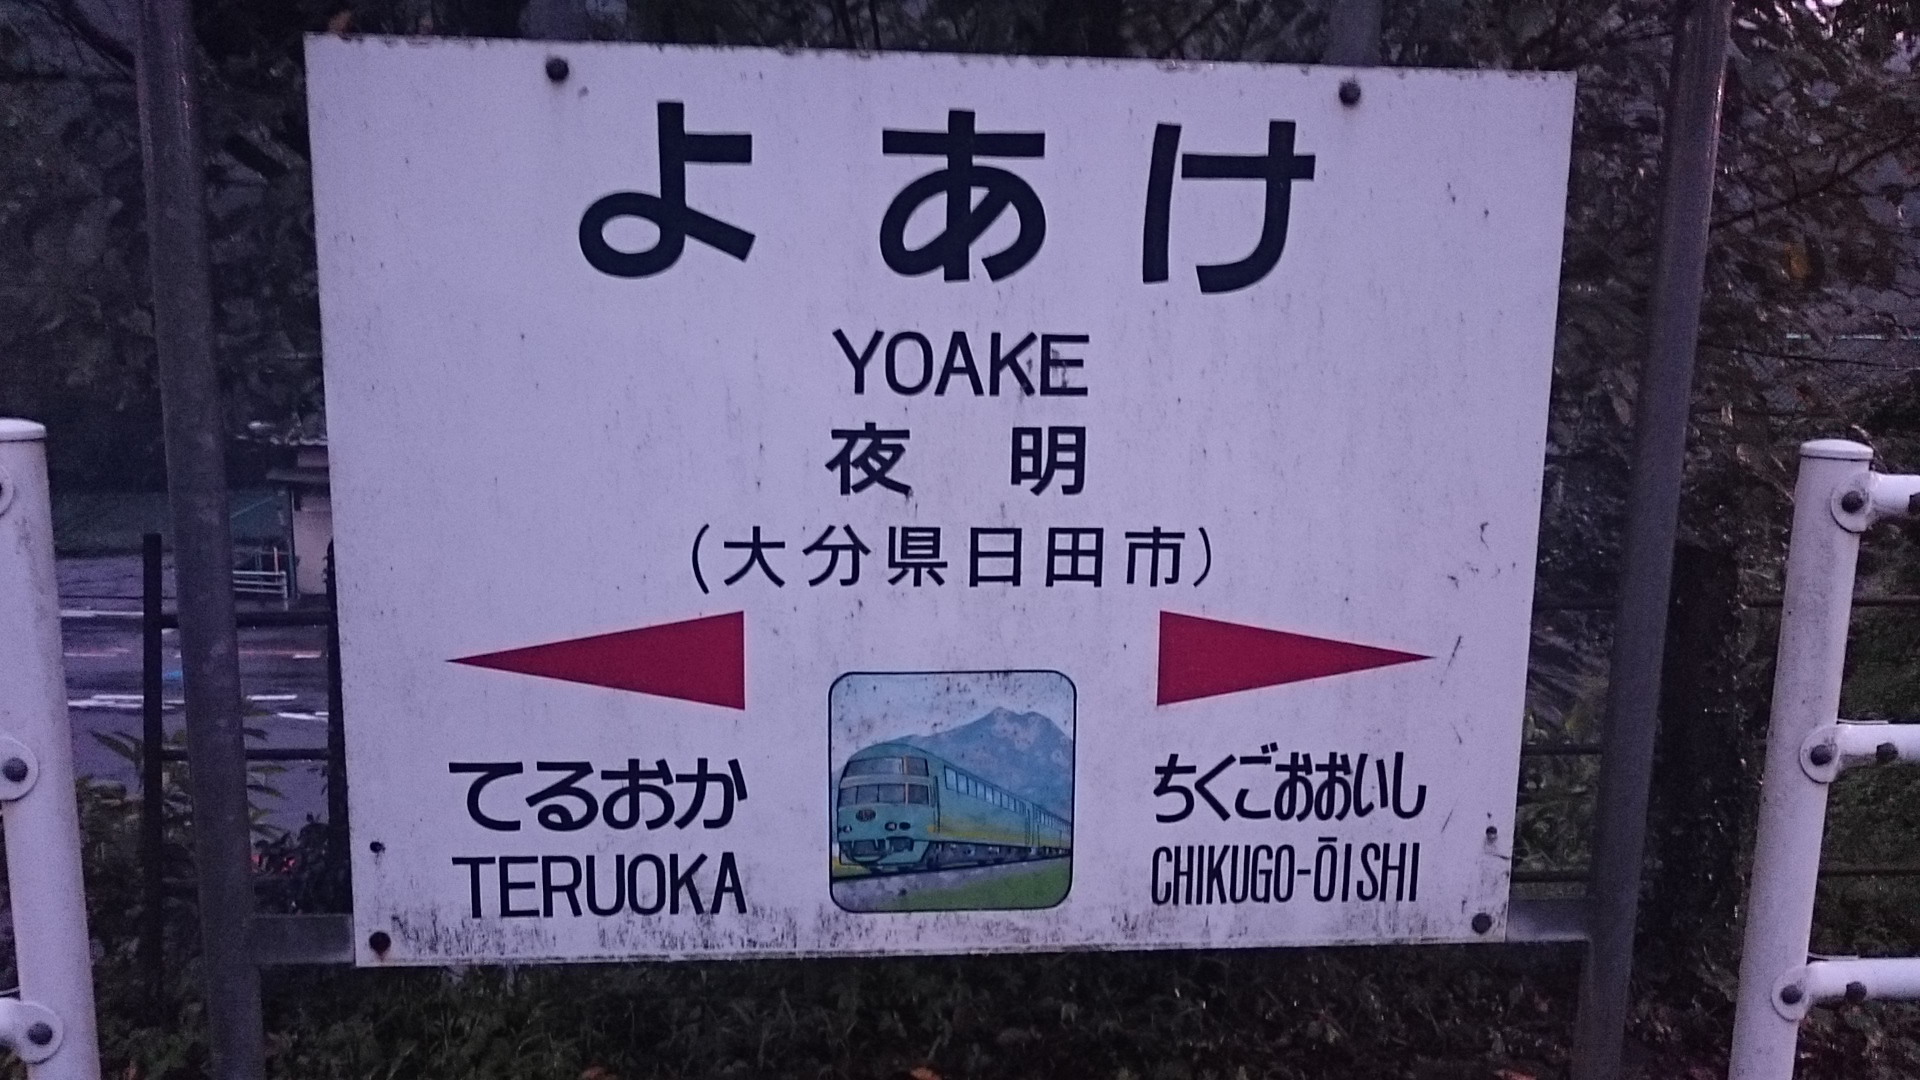 よあけ
YOAKE
夜 明
(大分県日田市)
てるおか
TERUOKA
ちくごおおいし
CHIKUGO-ŌISHI